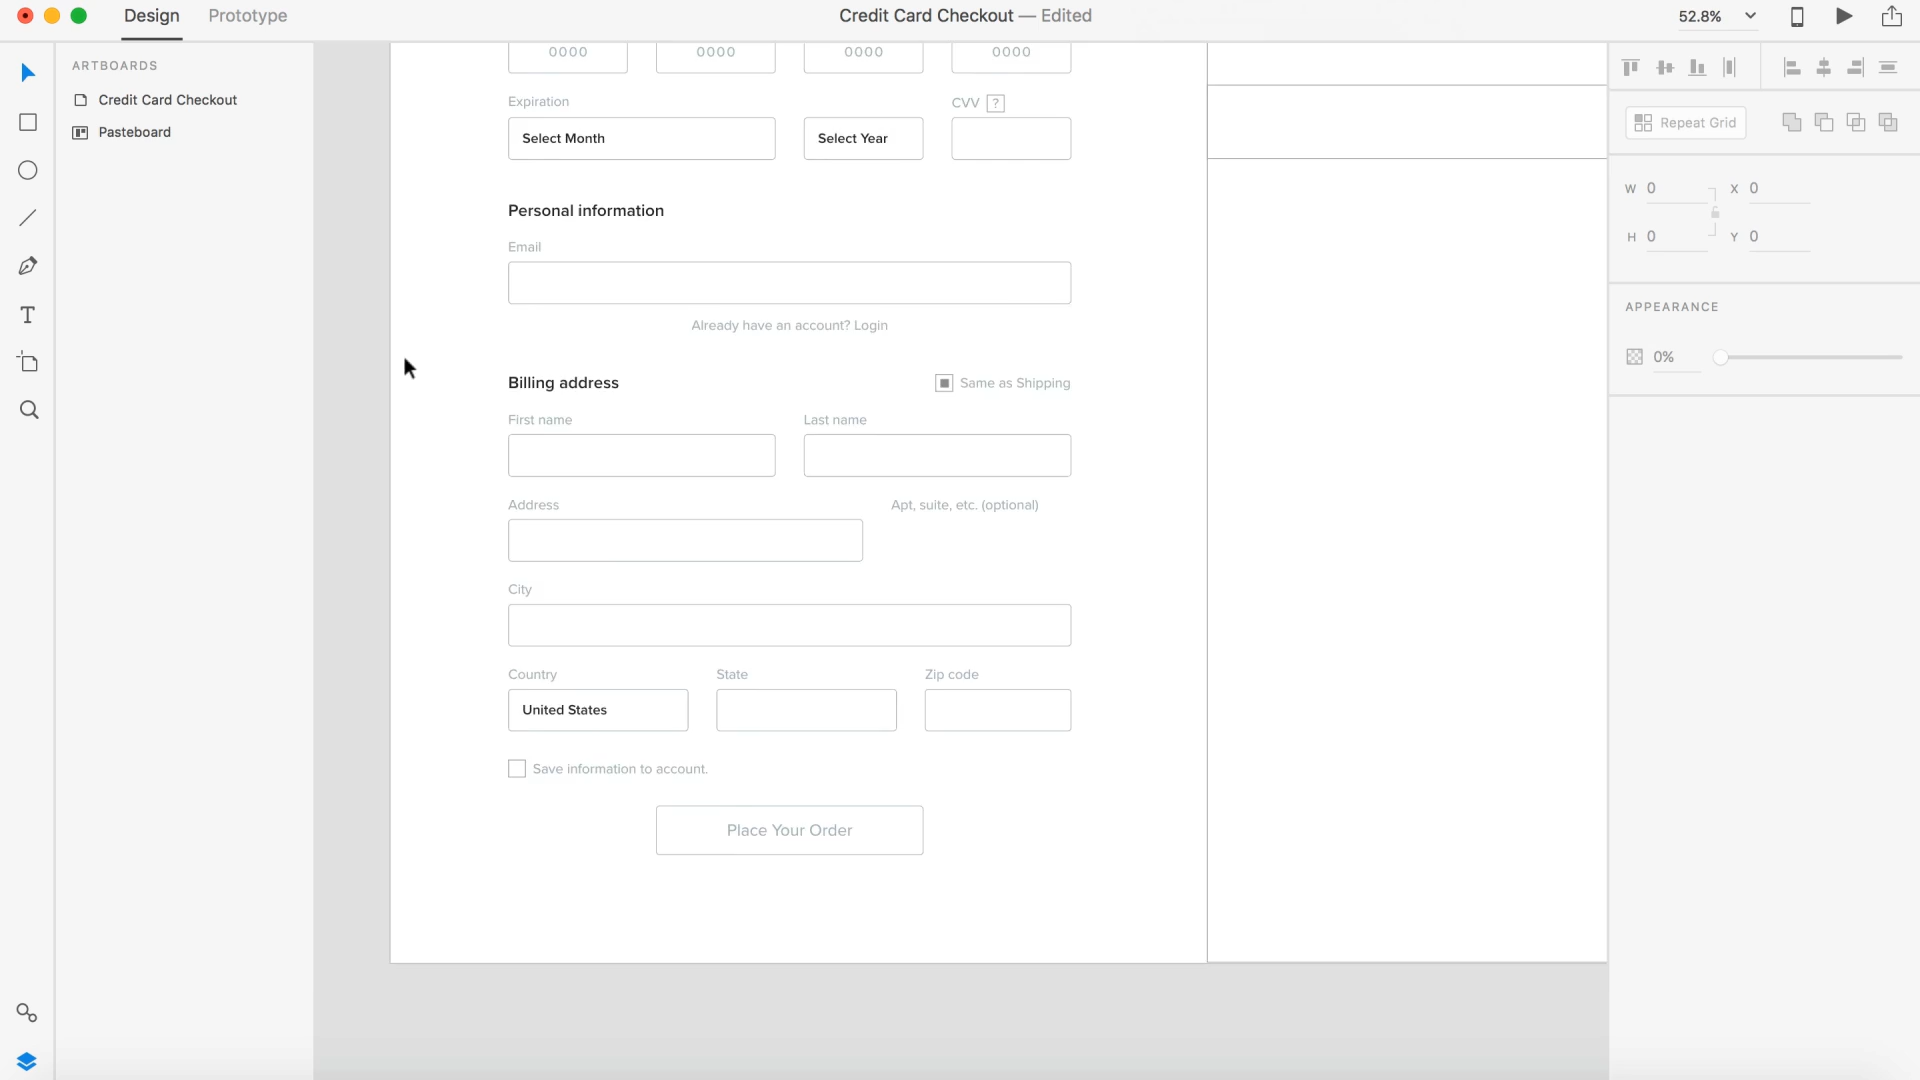 Design Prototype Credit Card Checkout — Edited 52.8%
ARTBOARDS
Credit Card Checkout
Pasteboard
0000 0000 0000 0000
Expiration CVV ?
Select Month Select Year
Personal information
Email
Already have an account? Login
Billing address Same as Shipping
First name Last name
Address Apt, suite, etc. (optional)
City
Country State Zip code
United States
Save information to account.
Place Your Order
Repeat Grid
W 0 X 0
H 0 Y 0
APPEARANCE
0%